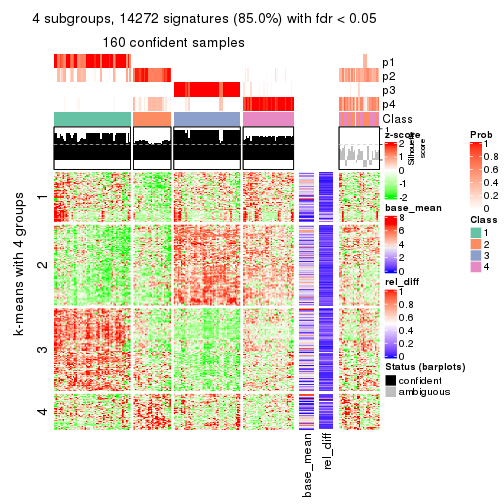 4 subgroups, 14272 signatures (85.0%) with fdr < 0.05
160 confident samples
p1
p2
p3
p4
Class
1
Silhouette
score
k-means with 4 groups
1
2
3
4
base_mean
rel_diff
z-score
2
1
0
-1
-2
base_mean
8
6
4
2
0
rel_diff
1
0.8
0.6
0.4
0.2
0
Status (barplots)
confident
ambiguous
Prob
1
0.8
0.6
0.4
0.2
0
Class
1
2
3
4